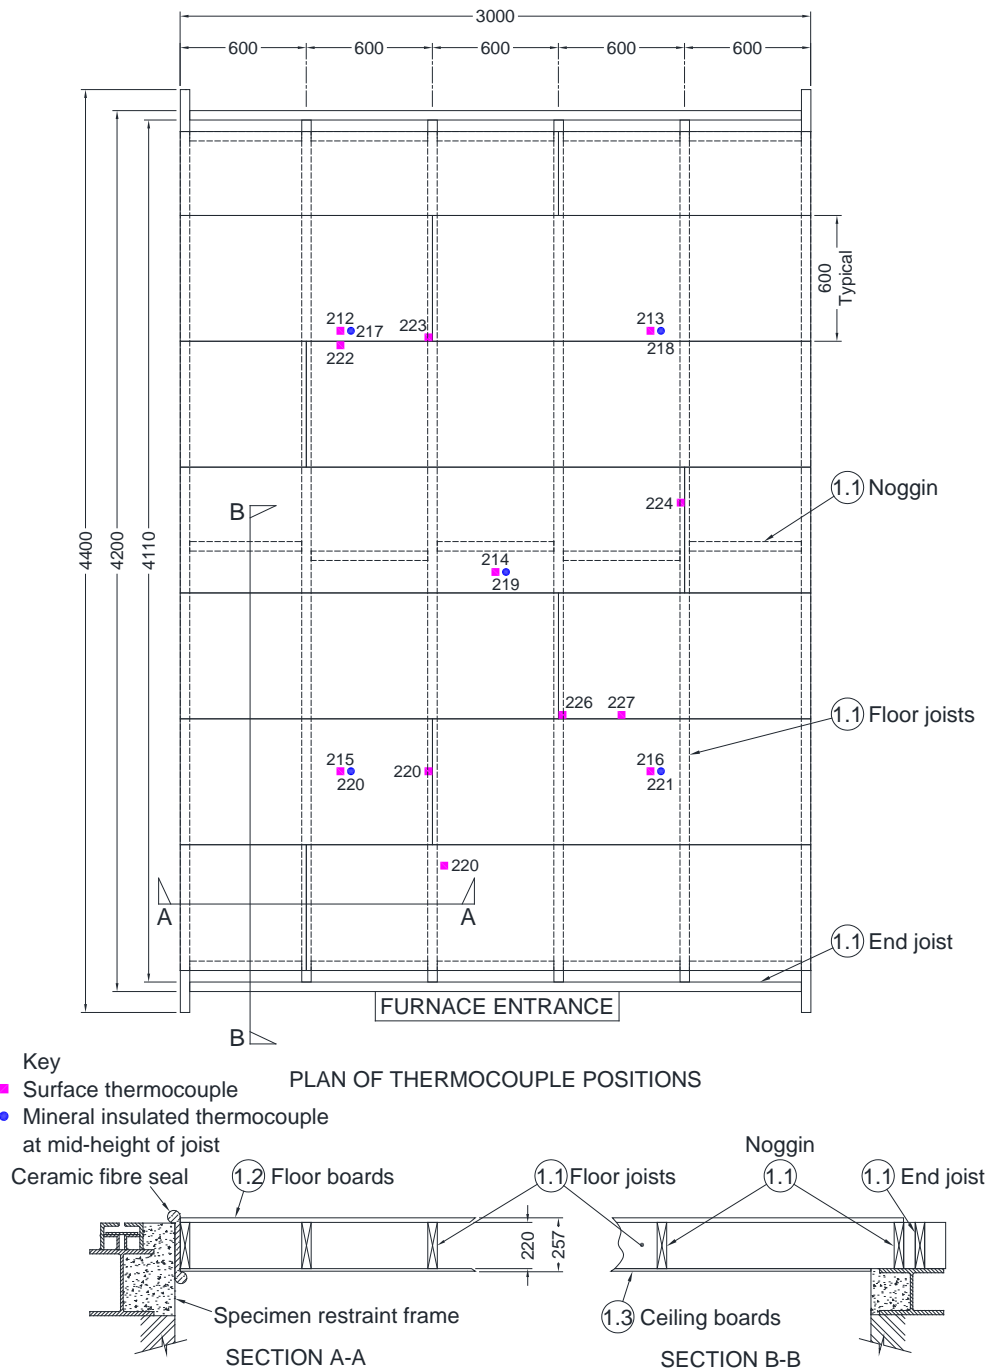 3000
600 600 600 600 600
4400
4200
4110
600
Typical
212
217
222
223
213
218
224
1.1 Noggin
B
214
219
226 227
1.1 Floor joists
215
220
220
216
221
220
A A
1.1 End joist
FURNACE ENTRANCE
B
Key
Surface thermocouple
Mineral insulated thermocouple
at mid-height of joist
PLAN OF THERMOCOUPLE POSITIONS
Ceramic fibre seal
1.2 Floor boards
1.1 Floor joists
Noggin
1.1
1.1 End joist
220
257
Specimen restraint frame
1.3 Ceiling boards
SECTION A-A
SECTION B-B